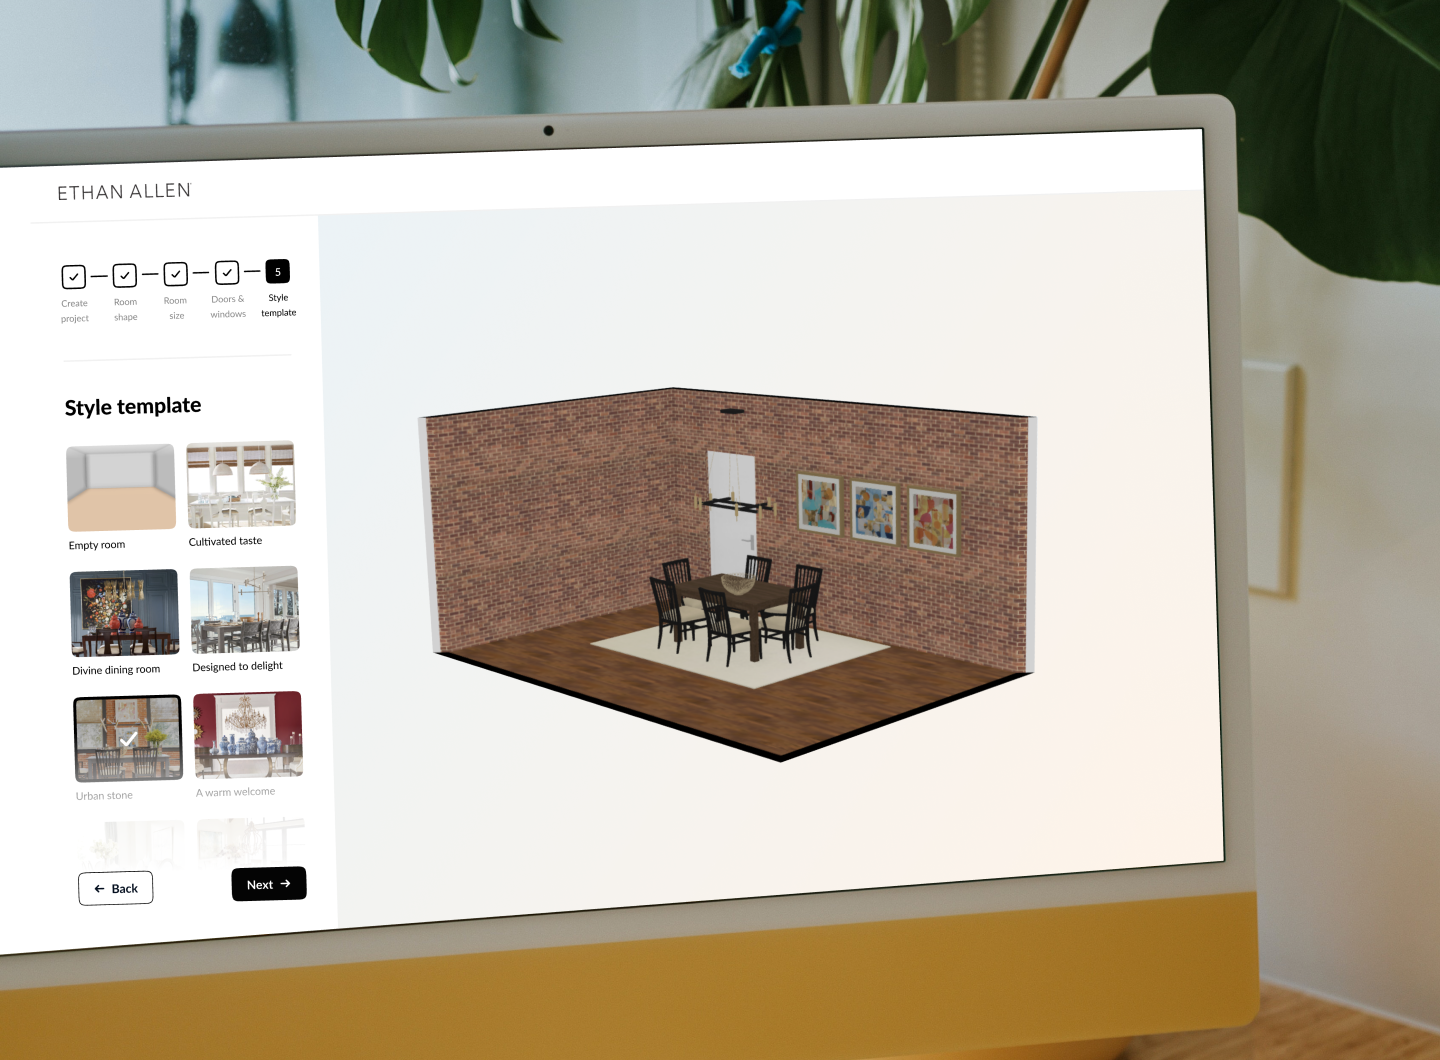 ETHAN ALLEN
5
Create project
Room shape
Room size
Doors & windows
Style template
Style template
Empty room
Cultivated taste
Divine dining room
Designed to delight
Urban stone
A warm welcome
← Back
Next →